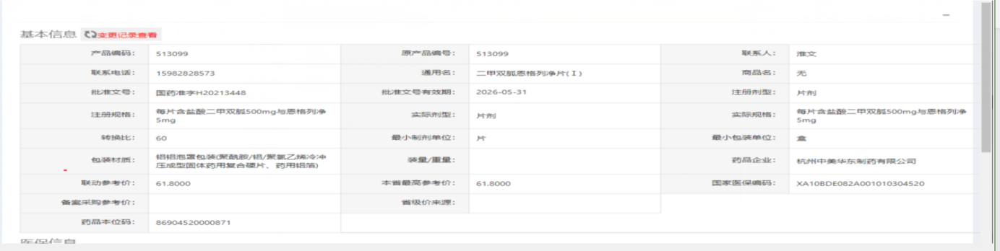 基本信息 变更记录查看
产品编码： 513099 原产品编号： 513099 联系人： 淮文
联系电话： 15982828573 通用名： 二甲双胍恩格列净片(Ⅰ) 商品名： 无
批准文号： 国药准字H20213448 批准文号有效期： 2026-05-31 注册剂型： 片剂
注册规格： 每片含盐酸二甲双胍500mg与恩格列净 实际剂型： 片剂 实际规格： 每片含盐酸二甲双胍500mg与恩格列净
5mg 5mg
转换比： 60 最小制剂单位： 片 最小包装单位： 盒
包装材质： 铝铝泡罩包装(聚酰胺/铝/聚氯乙烯冷冲 装量/重量： 药品企业： 杭州中美华东制药有限公司
压成型固体药用复合硬片、药用铝箔)
联动参考价： 61.8000 本省最高参考价： 61.8000 国家医保编码： XA10BDE082A001010304520
备案采购参考价： 省级价来源：
药品本位码： 86904520000871
医保信息